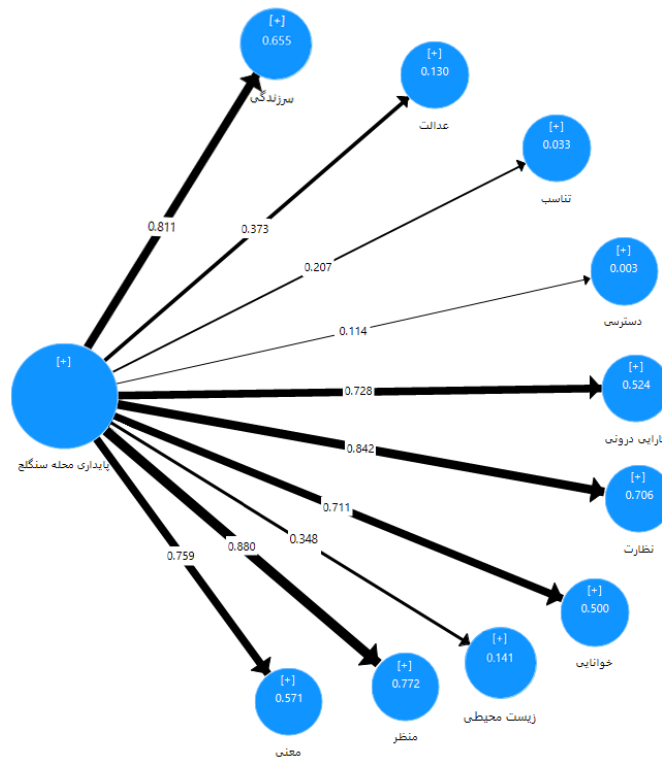 [+]
0.655
سرزندگی
[+]
0.130
عدالت
[+]
0.033
تناسب
[+]
0.003
دسترسی
[+]
0.524
کارایی درونی
[+]
0.706
نظارت
[+]
0.500
خوانایی
[+]
0.141
زیست محیطی
[+]
0.772
منظر
[+]
0.571
معنی
[+]
پایداری محله سنگلج
0.811
0.373
0.207
0.114
0.728
0.842
0.711
0.348
0.880
0.759